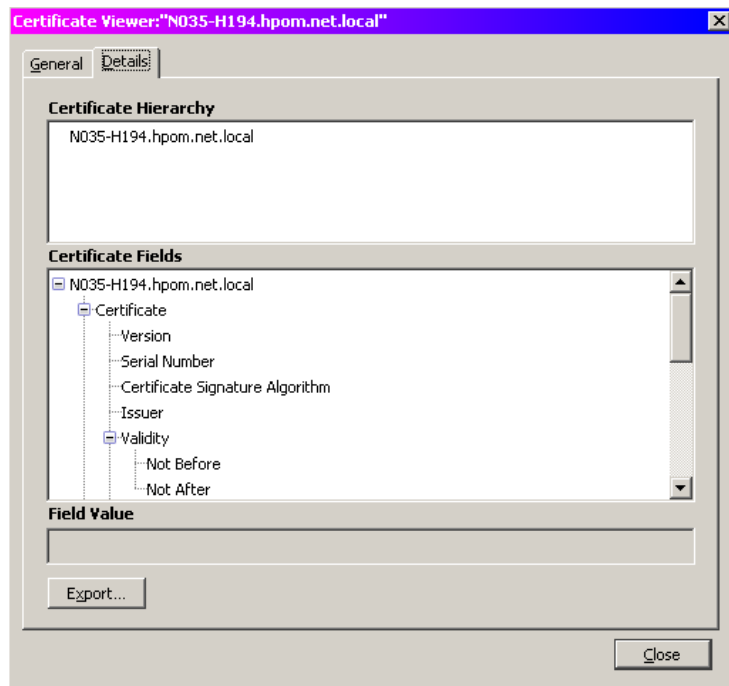 Certificate Viewer:"N035-H194.hpom.net.local"
General Details
Certificate Hierarchy
N035-H194.hpom.net.local
Certificate Fields
N035-H194.hpom.net.local
Certificate
Version
Serial Number
Certificate Signature Algorithm
Issuer
Validity
Not Before
Not After
Field Value
Export...
Close